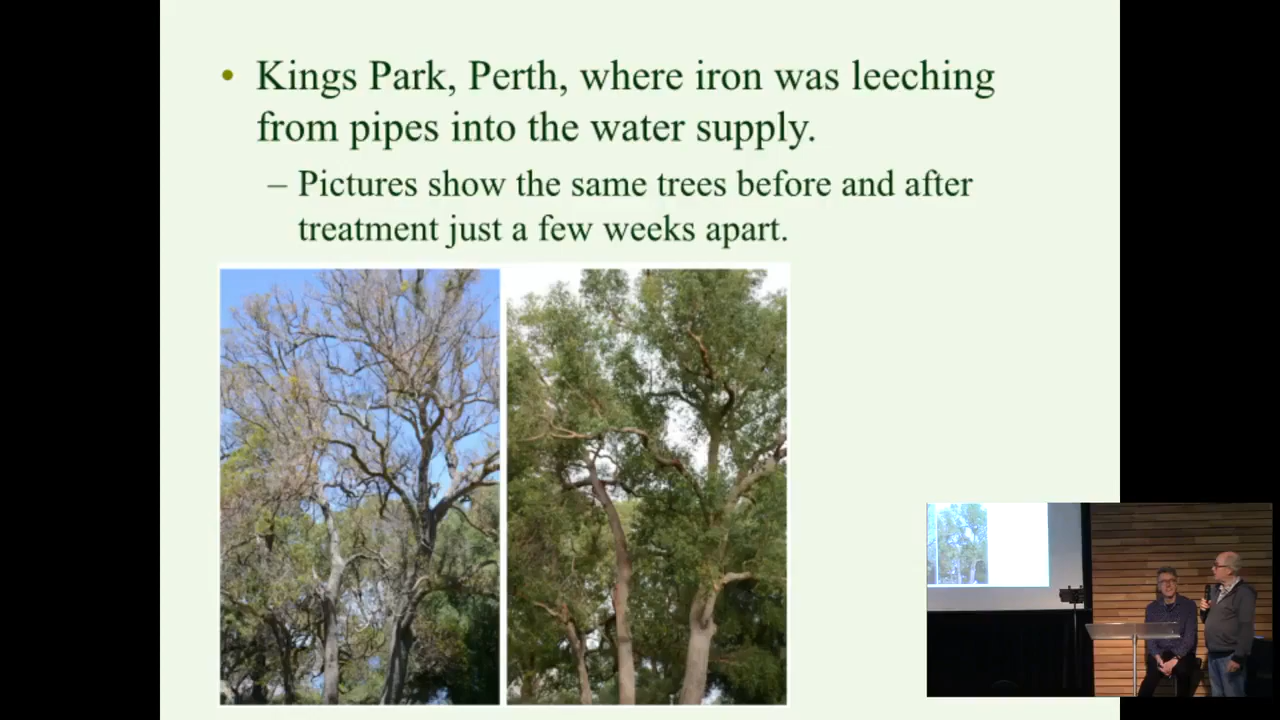 • Kings Park, Perth, where iron was leeching
from pipes into the water supply.
– Pictures show the same trees before and after
treatment just a few weeks apart.